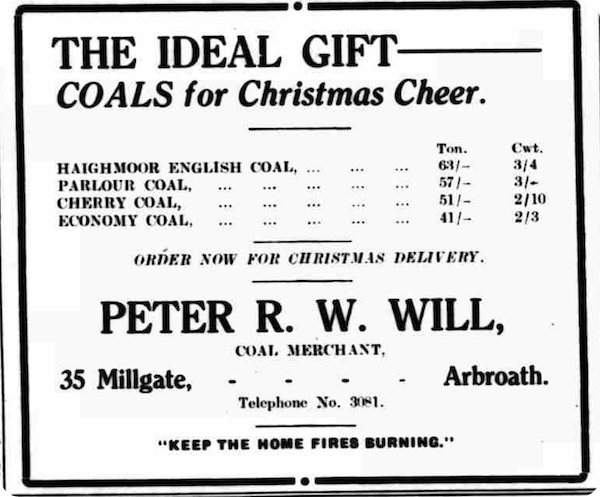 THE IDEAL GIFT
COALS for Christmas Cheer.
Ton. Cwt.
HAIGHMOOR ENGLISH COAL, ... ... ... 63/- 3/4
PARLOUR COAL, ... ... ... ... ... 57/- 3/-
CHERRY COAL, ... ... ... ... ... 51/- 2/10
ECONOMY COAL, ... ... ... ... ... 41/- 2/3
ORDER NOW FOR CHRISTMAS DELIVERY.
PETER R. W. WILL,
COAL MERCHANT,
35 Millgate, - - - - Arbroath.
Telephone No. 3081.
"KEEP THE HOME FIRES BURNING."